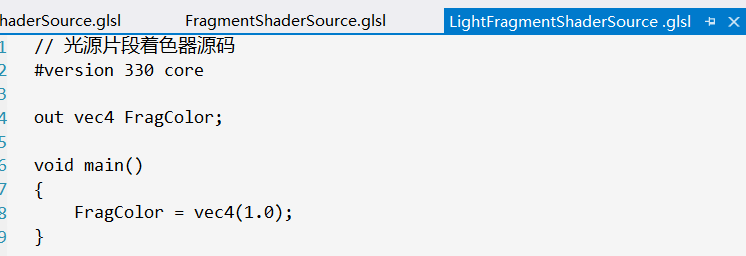 haderSource.glsl FragmentShaderSource.glsl LightFragmentShaderSource .glsl
1 // 光源片段着色器源码
2 #version 330 core
3
4 out vec4 FragColor;
5
6 void main()
7 {
8 FragColor = vec4(1.0);
9 }